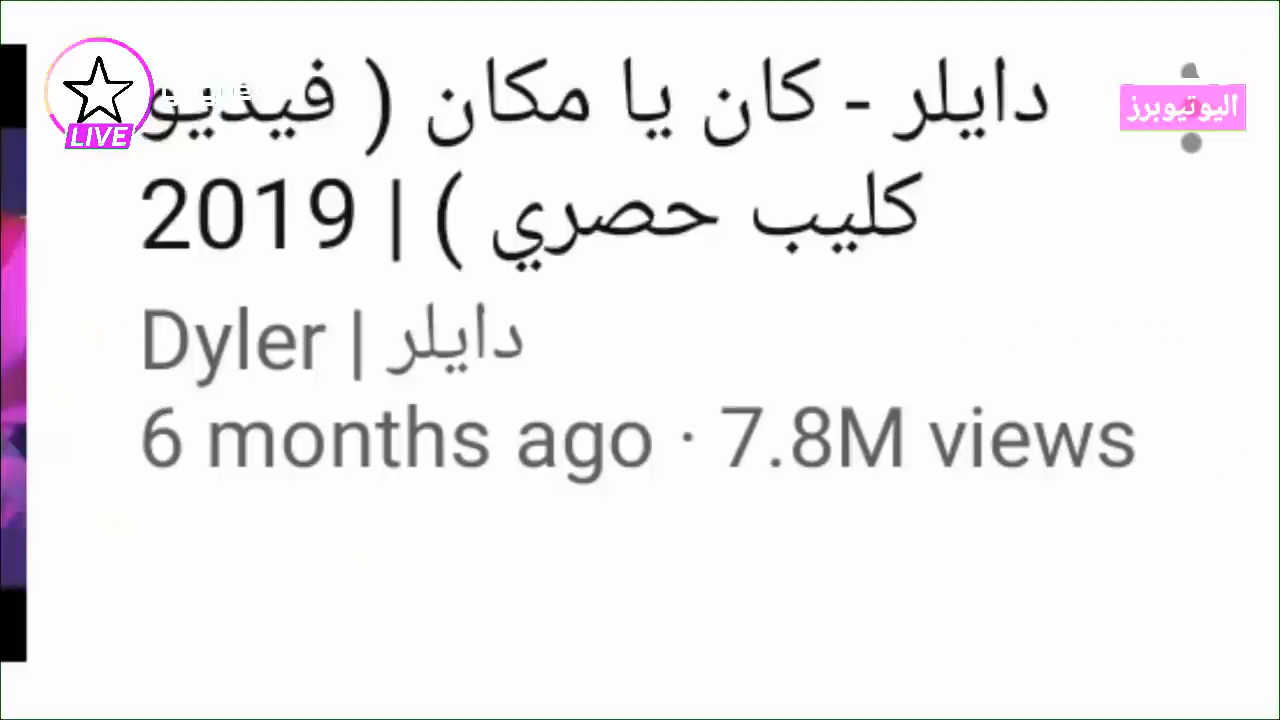 دايلر - كان يا مكان ( فيديو
كليب حصري ) | 2019
Dyler | دايلر
6 months ago · 7.8M views
LIVE
اليوتيوبرز